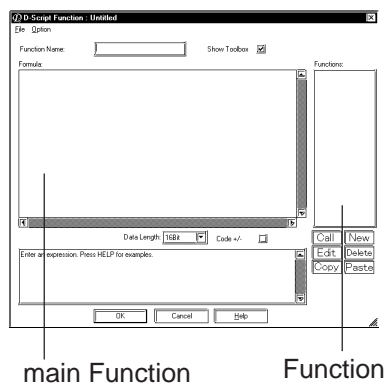 D-Script Function : Untitled
File Option
Function Name: Show Toolbox
Formula: Functions:
Data Length: 16Bit Code +/-
Call New
Enter an expression. Press HELP for examples. Edit Delete
Copy Paste
OK Cancel Help
main Function Function